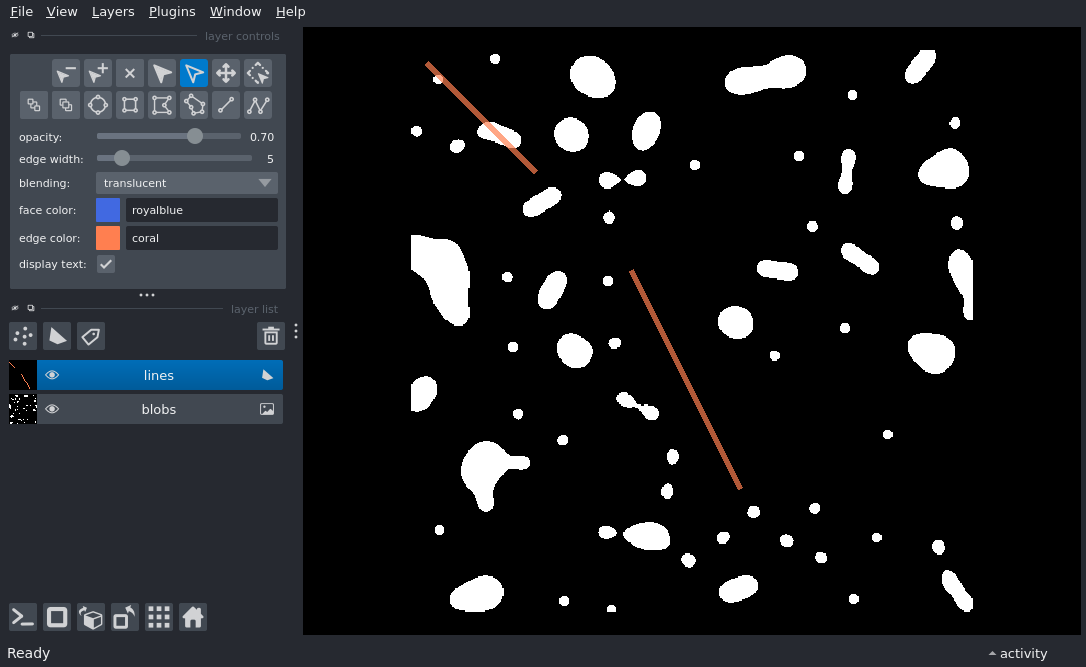 File View Layers Plugins Window Help
layer controls
opacity: 0.70
edge width: 5
blending: translucent
face color: royalblue
edge color: coral
display text:
layer list
lines
blobs
Ready activity